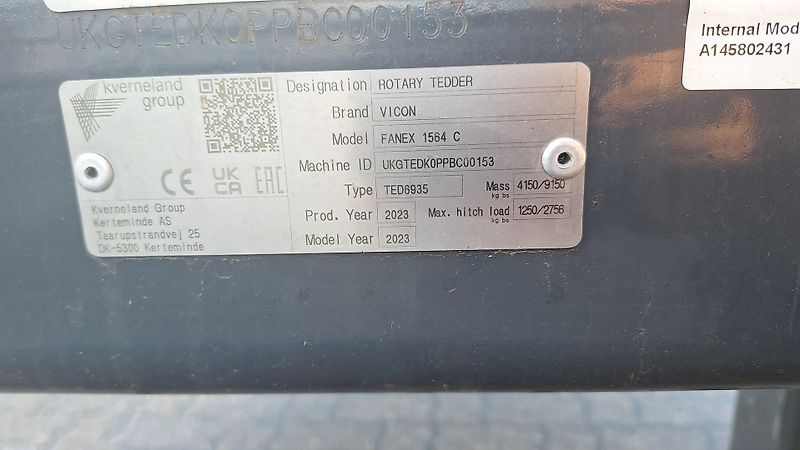 UKGTEDK0PPBC00153
Internal Mod
A145802431
kverneland
group
Designation ROTARY TEDDER
Brand VICON
Model FANEX 1564 C
Machine ID UKGTEDK0PPBC00153
Type TED6935 Mass kg lbs 4150/9150
Prod. Year 2023 Max. hitch load kg lbs 1250/2756
Model Year 2023
CE UK CA EAC
Kverneland Group
Kerteminde AS
Taarupstrandvej 25
DK-5300 Kerteminde